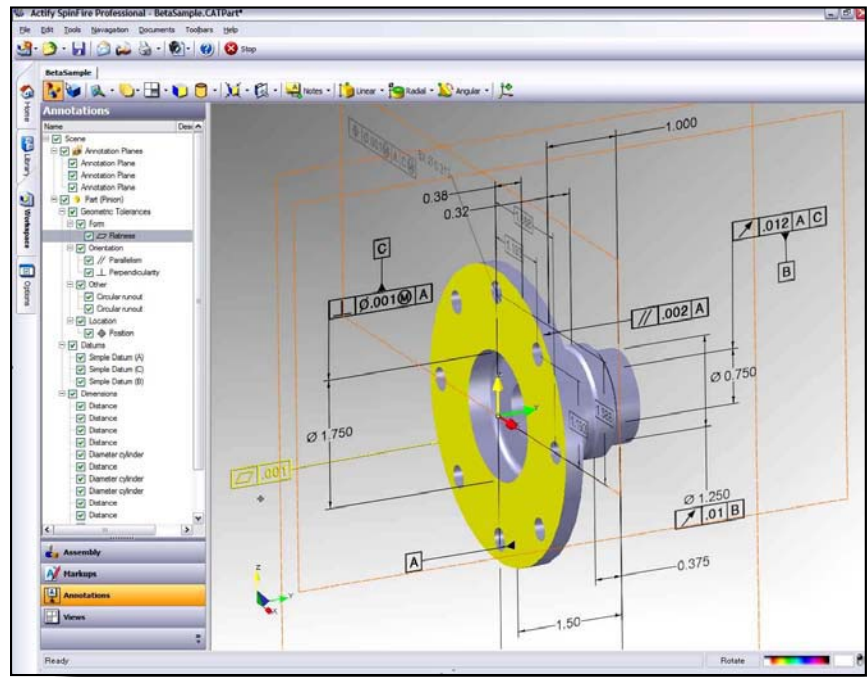 Actify SpinFire Professional - BetaSample.CATPart*
File Edit Tools Navagation Documents Toolbars Help
Stop
BetaSample
Notes Linear Radial Angular
Home
Library
Workspace
Options
Annotations
Name Des
Scene
Annotation Planes
Annotation Plane
Annotation Plane
Annotation Plane
Part (Pinion)
Geometric Tolerances
Form
Flatness
Orientation
Parallelism
Perpendicularity
Other
Circular runout
Circular runout
Location
Position
Datums
Simple Datum (A)
Simple Datum (C)
Simple Datum (B)
Dimensions
Distance
Distance
Distance
Distance
Diameter cylinder
Distance
Diameter cylinder
Diameter cylinder
Distance
Distance
Assembly
Markups
Annotations
Views
Ready
Rotate
1.000
0.38
0.32
.012 A C
B
C
⊥ Ø.001Ⓜ A
// .002 A
Ø 0.750
Ø 1.750
.001
Ø 1.250
.01 B
A
0.375
1.50
Z
Y
X
Y